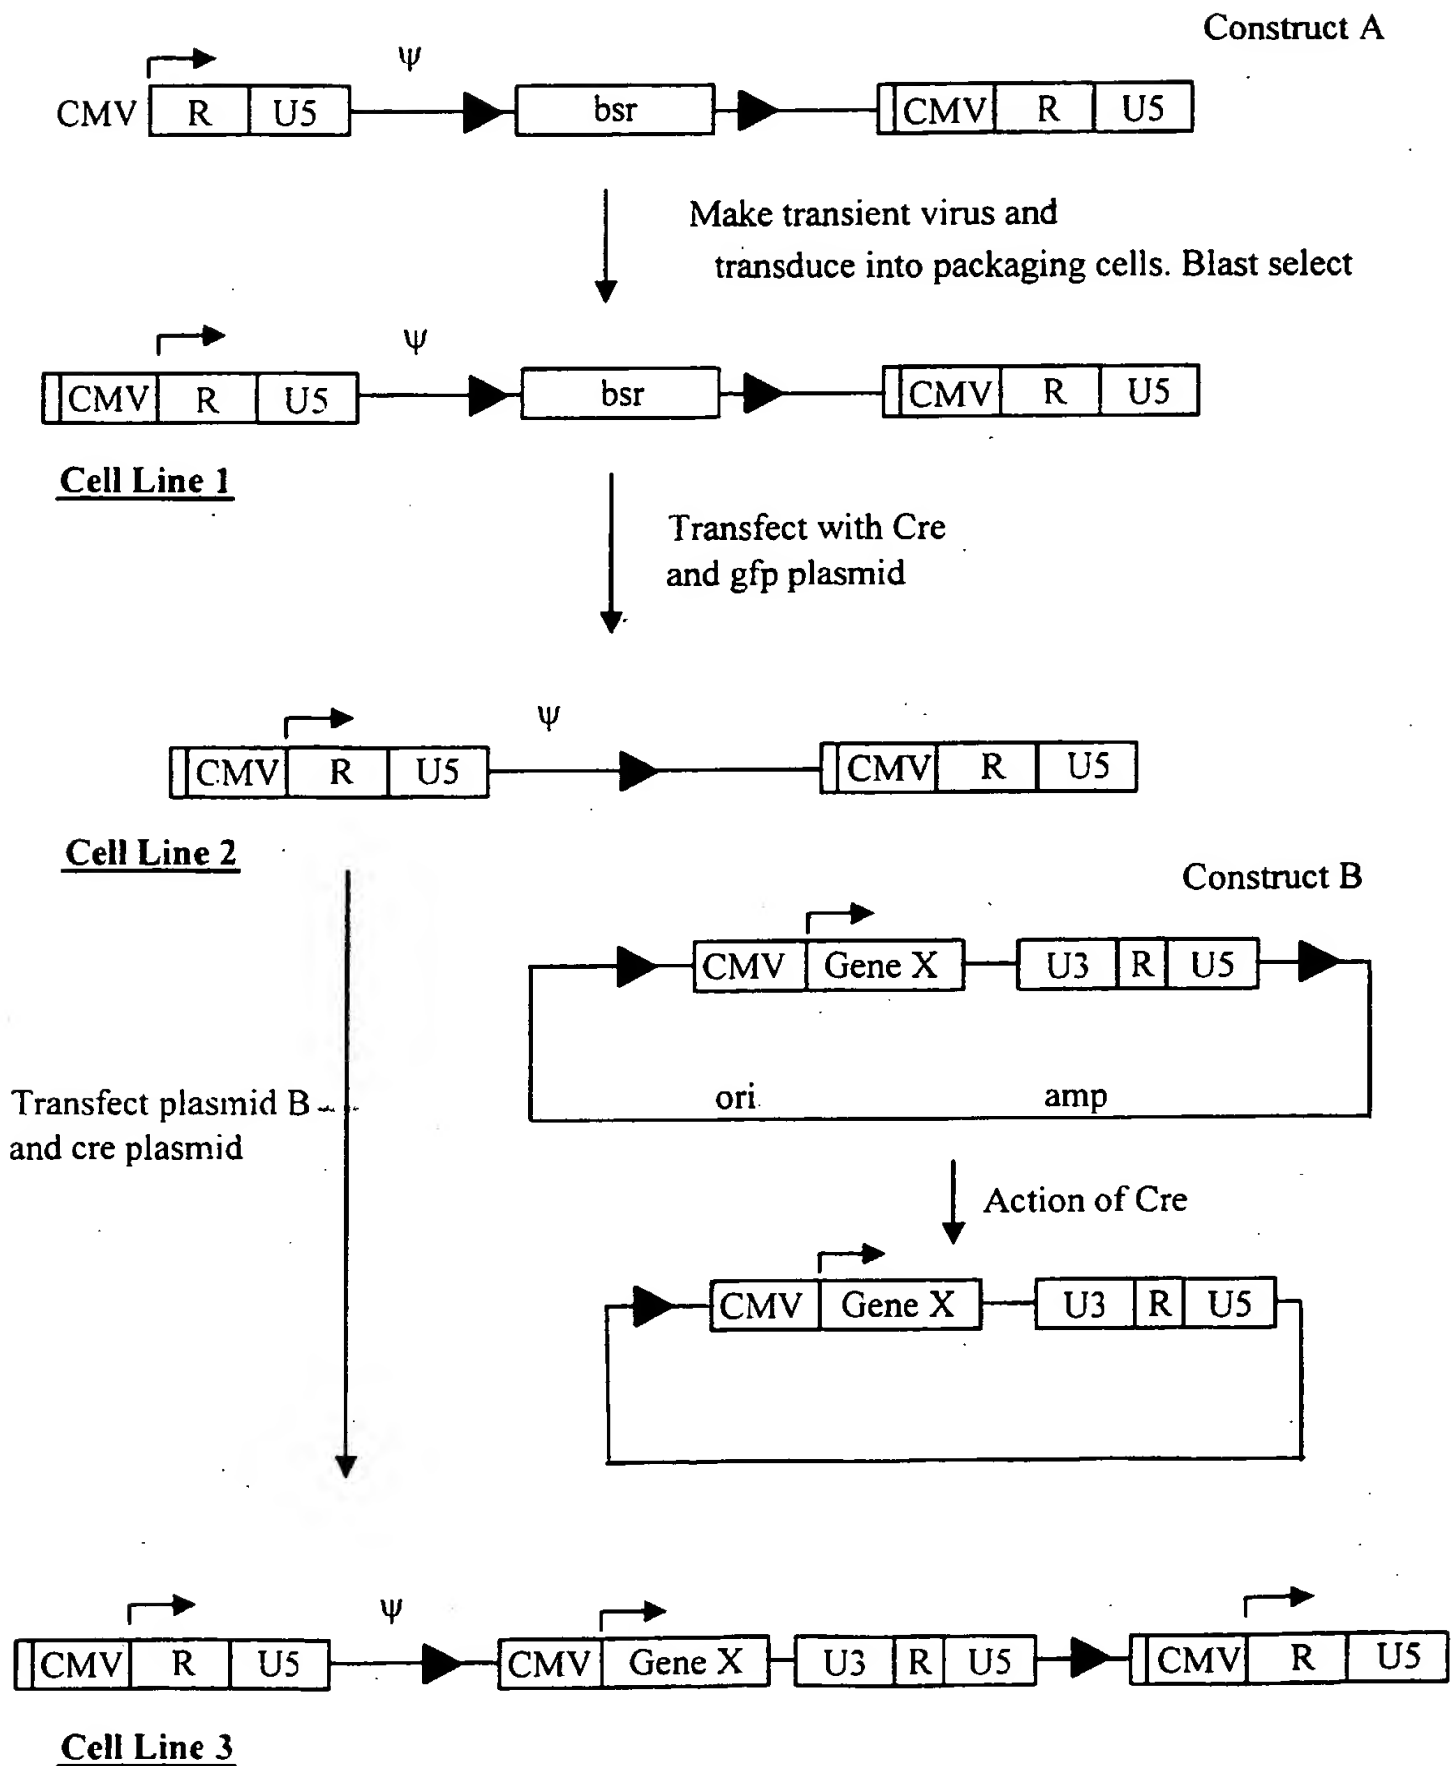 Construct A
ψ
CMV R U5 bsr CMV R U5
Make transient virus and
transduce into packaging cells. Blast select
ψ
CMV R U5 bsr CMV R U5
Cell Line 1
Transfect with Cre
and gfp plasmid
ψ
CMV R U5 CMV R U5
Cell Line 2
Construct B
CMV Gene X U3 R U5
ori amp
Transfect plasmid B
and cre plasmid
Action of Cre
CMV Gene X U3 R U5
ψ
CMV R U5 CMV Gene X U3 R U5 CMV R U5
Cell Line 3